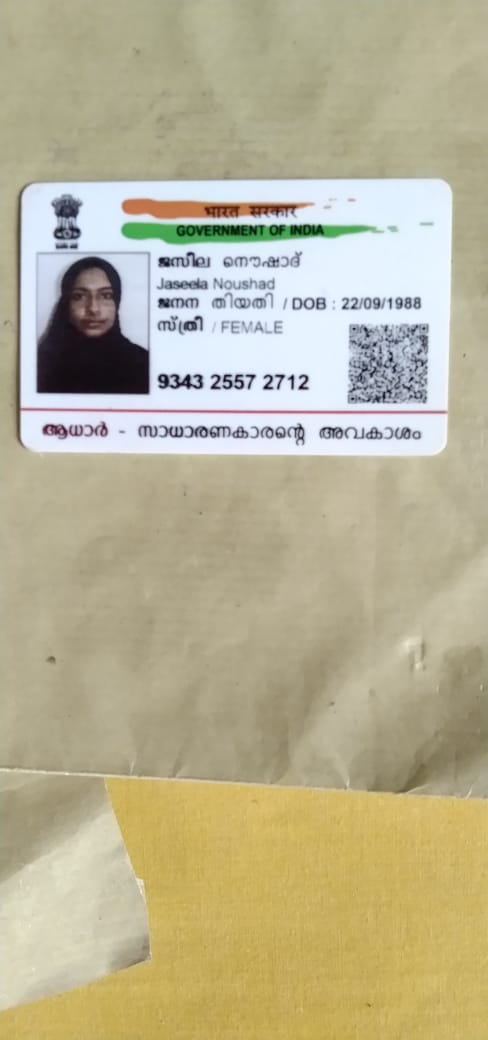 भारत सरकार
GOVERNMENT OF INDIA
ജസീല നൌഷാദ്
Jaseela Noushad
ജനന തിയതി / DOB : 22/09/1988
സ്ത്രീ / FEMALE
9343 2557 2712
ആധാർ - സാധാരണകാരന്റെ അവകാശം